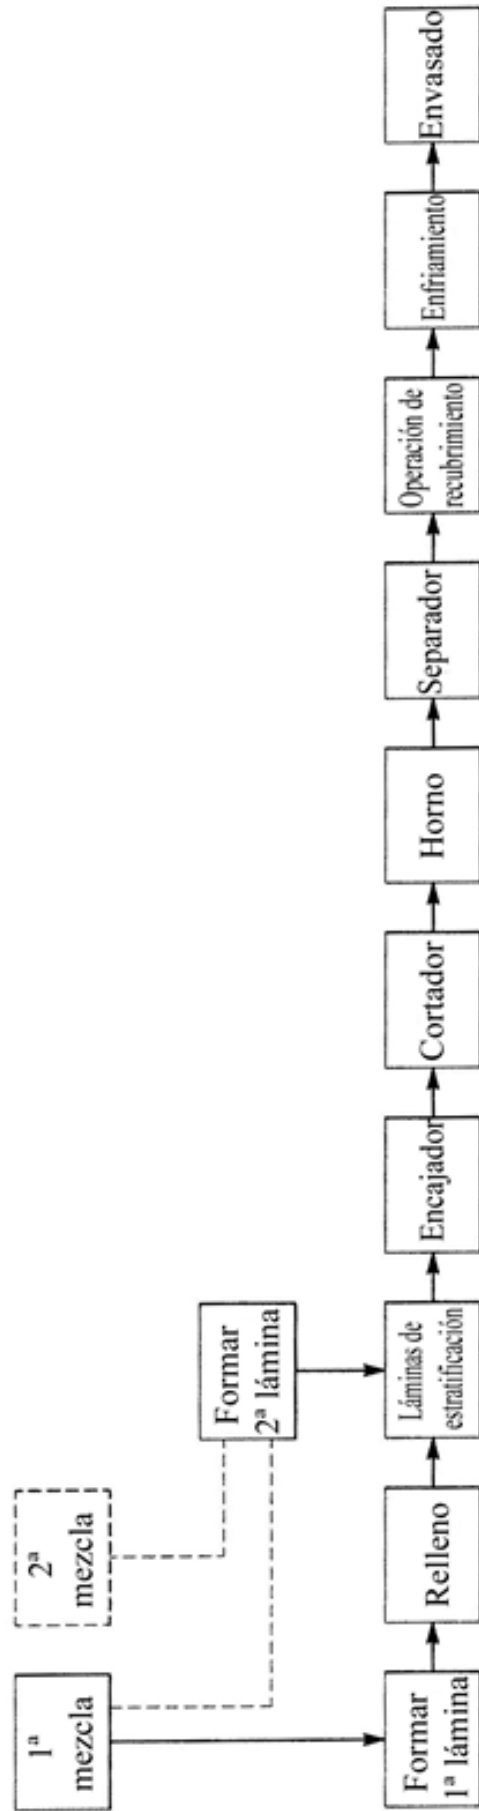 1ª
mezcla
2ª
mezcla
Formar
2ª lámina
Formar
1ª lámina
Relleno
Láminas de
estratificación
Encajador
Cortador
Horno
Separador
Operación de
recubrimiento
Enfriamiento
Envasado